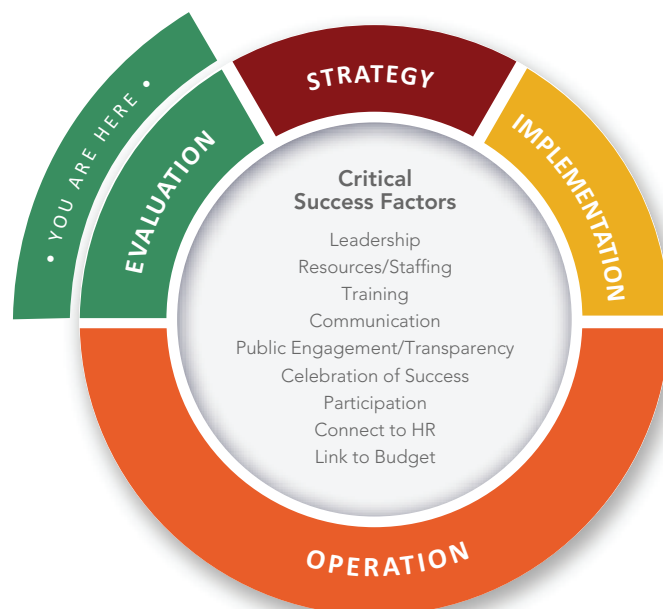 • YOU ARE HERE •
EVALUATION
STRATEGY
IMPLEMENTATION
Critical
Success Factors
Leadership
Resources/Staffing
Training
Communication
Public Engagement/Transparency
Celebration of Success
Participation
Connect to HR
Link to Budget
OPERATION